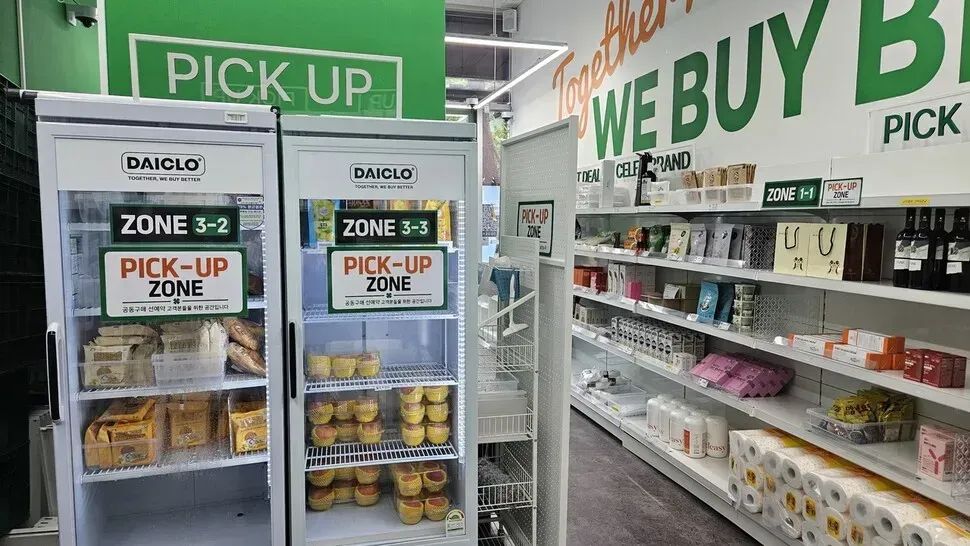 PICK UP
Together
WE BUY BE
PICK
T DEAL
CELEB BRAND
ZONE 1-1
PICK-UP
ZONE
PICK-UP
ZONE
DAICLO
TOGETHER, WE BUY BETTER
ZONE 3-2
PICK-UP
ZONE
공동구매 선예약 고객분들을 위한 공간입니다
DAICLO
TOGETHER, WE BUY BETTER
ZONE 3-3
PICK-UP
ZONE
공동구매 선예약 고객분들을 위한 공간입니다